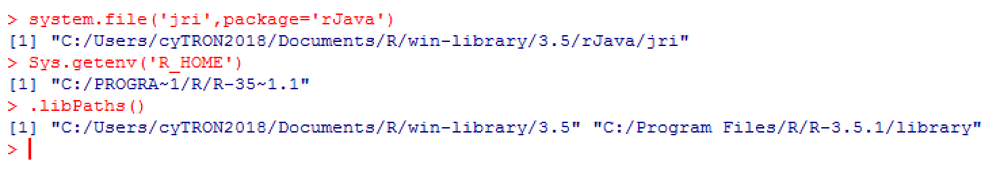 > system.file('jri',package='rJava')
[1] "C:/Users/cyTRON2018/Documents/R/win-library/3.5/rJava/jri"
> Sys.getenv('R_HOME')
[1] "C:/PROGRA~1/R/R-35~1.1"
> .libPaths()
[1] "C:/Users/cyTRON2018/Documents/R/win-library/3.5" "C:/Program Files/R/R-3.5.1/library"
>